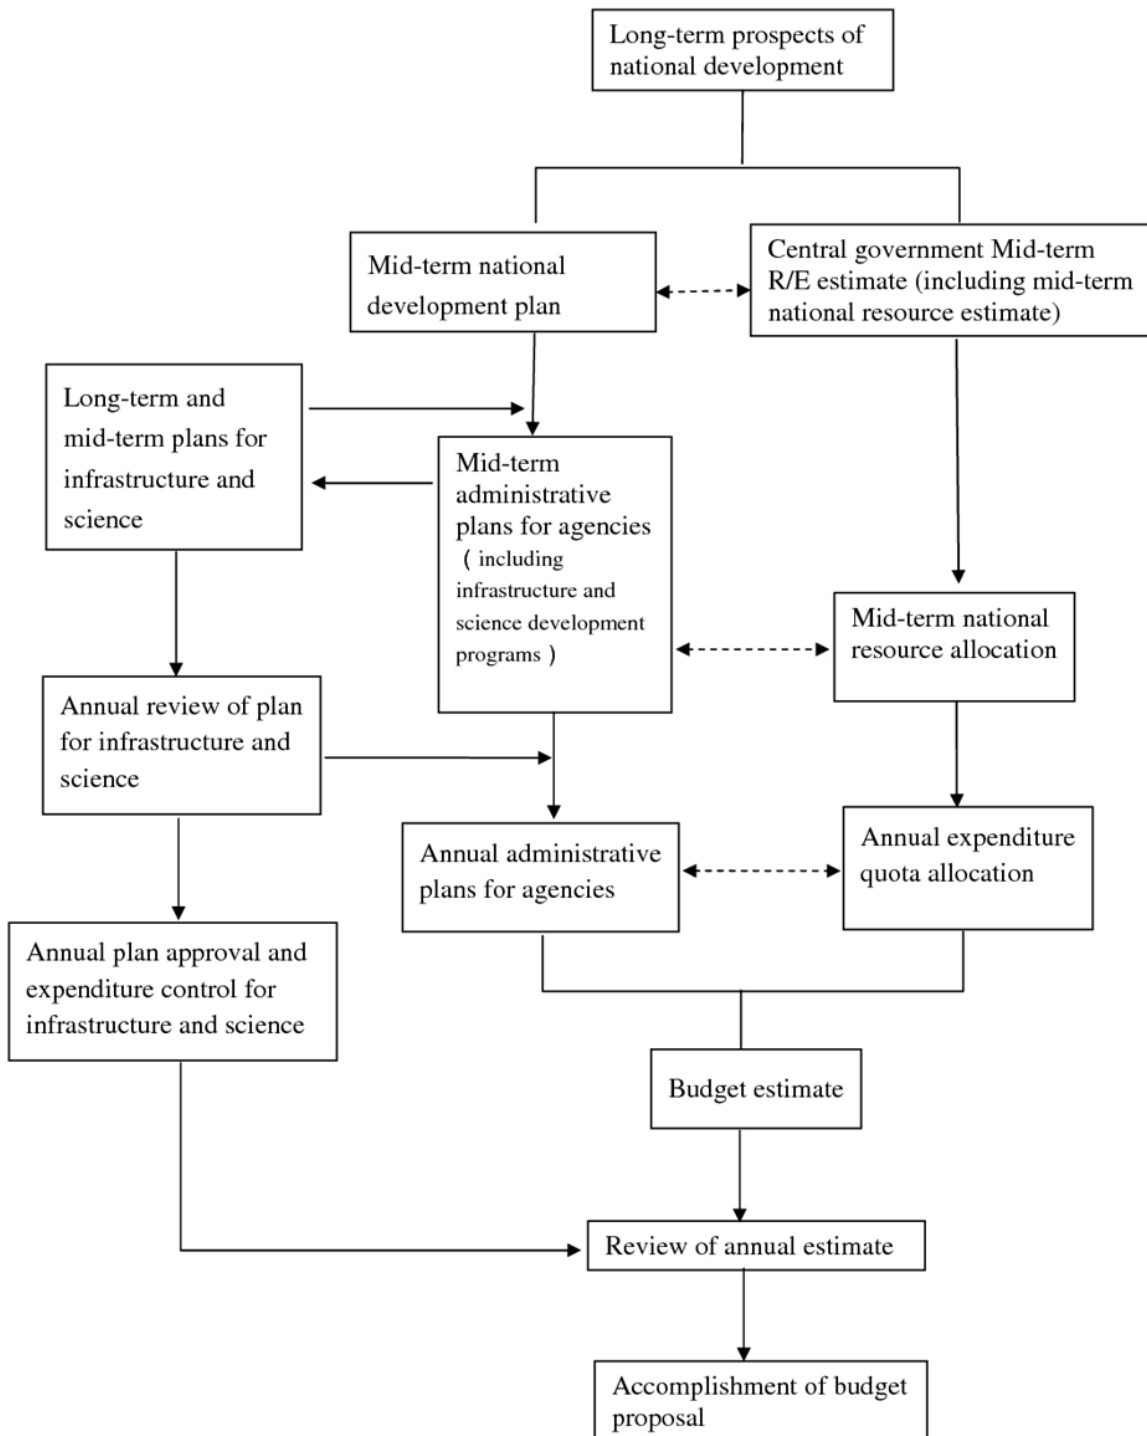 Long-term prospects of
national development
Mid-term national
development plan
Central government Mid-term
R/E estimate (including mid-term
national resource estimate)
Long-term and
mid-term plans for
infrastructure and
science
Mid-term
administrative
plans for agencies
( including
infrastructure and
science development
programs )
Mid-term national
resource allocation
Annual review of plan
for infrastructure and
science
Annual administrative
plans for agencies
Annual expenditure
quota allocation
Annual plan approval and
expenditure control for
infrastructure and science
Budget estimate
Review of annual estimate
Accomplishment of budget
proposal